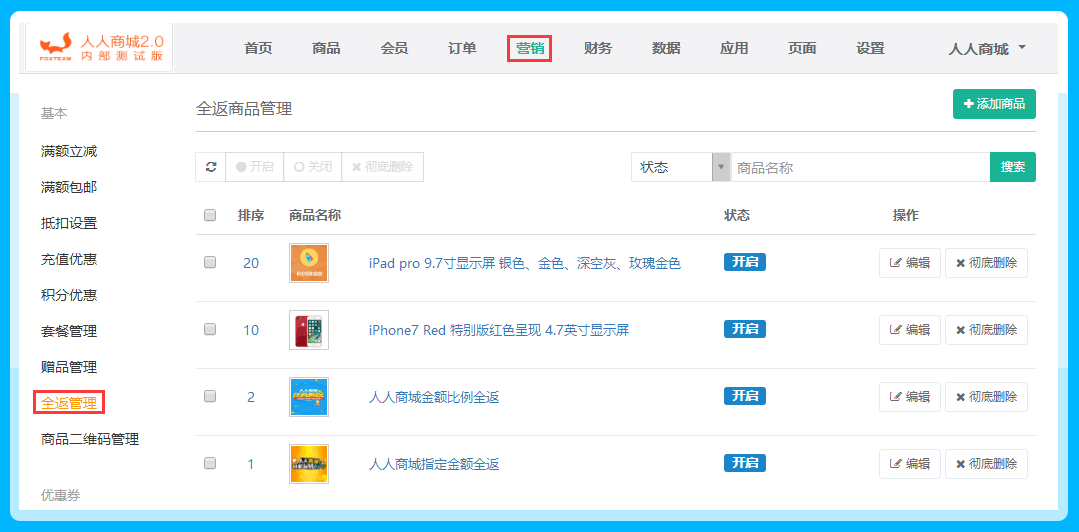 人人商城2.0
内部测试版
FOXTEAM
首页 商品 会员 订单 营销 财务 数据 应用 页面 设置 人人商城
基本
满额立减
满额包邮
抵扣设置
充值优惠
积分优惠
套餐管理
赠品管理
全返管理
商品二维码管理
优惠券
全返商品管理
添加商品
开启 关闭 彻底删除
状态 商品名称 搜索
排序 商品名称 状态 操作
20 iPad pro 9.7寸显示屏 银色、金色、深空灰、玫瑰金色 开启 编辑 彻底删除
10 iPhone7 Red 特别版红色呈现 4.7英寸显示屏 开启 编辑 彻底删除
2 人人商城金额比例全返 开启 编辑 彻底删除
1 人人商城指定金额全返 开启 编辑 彻底删除